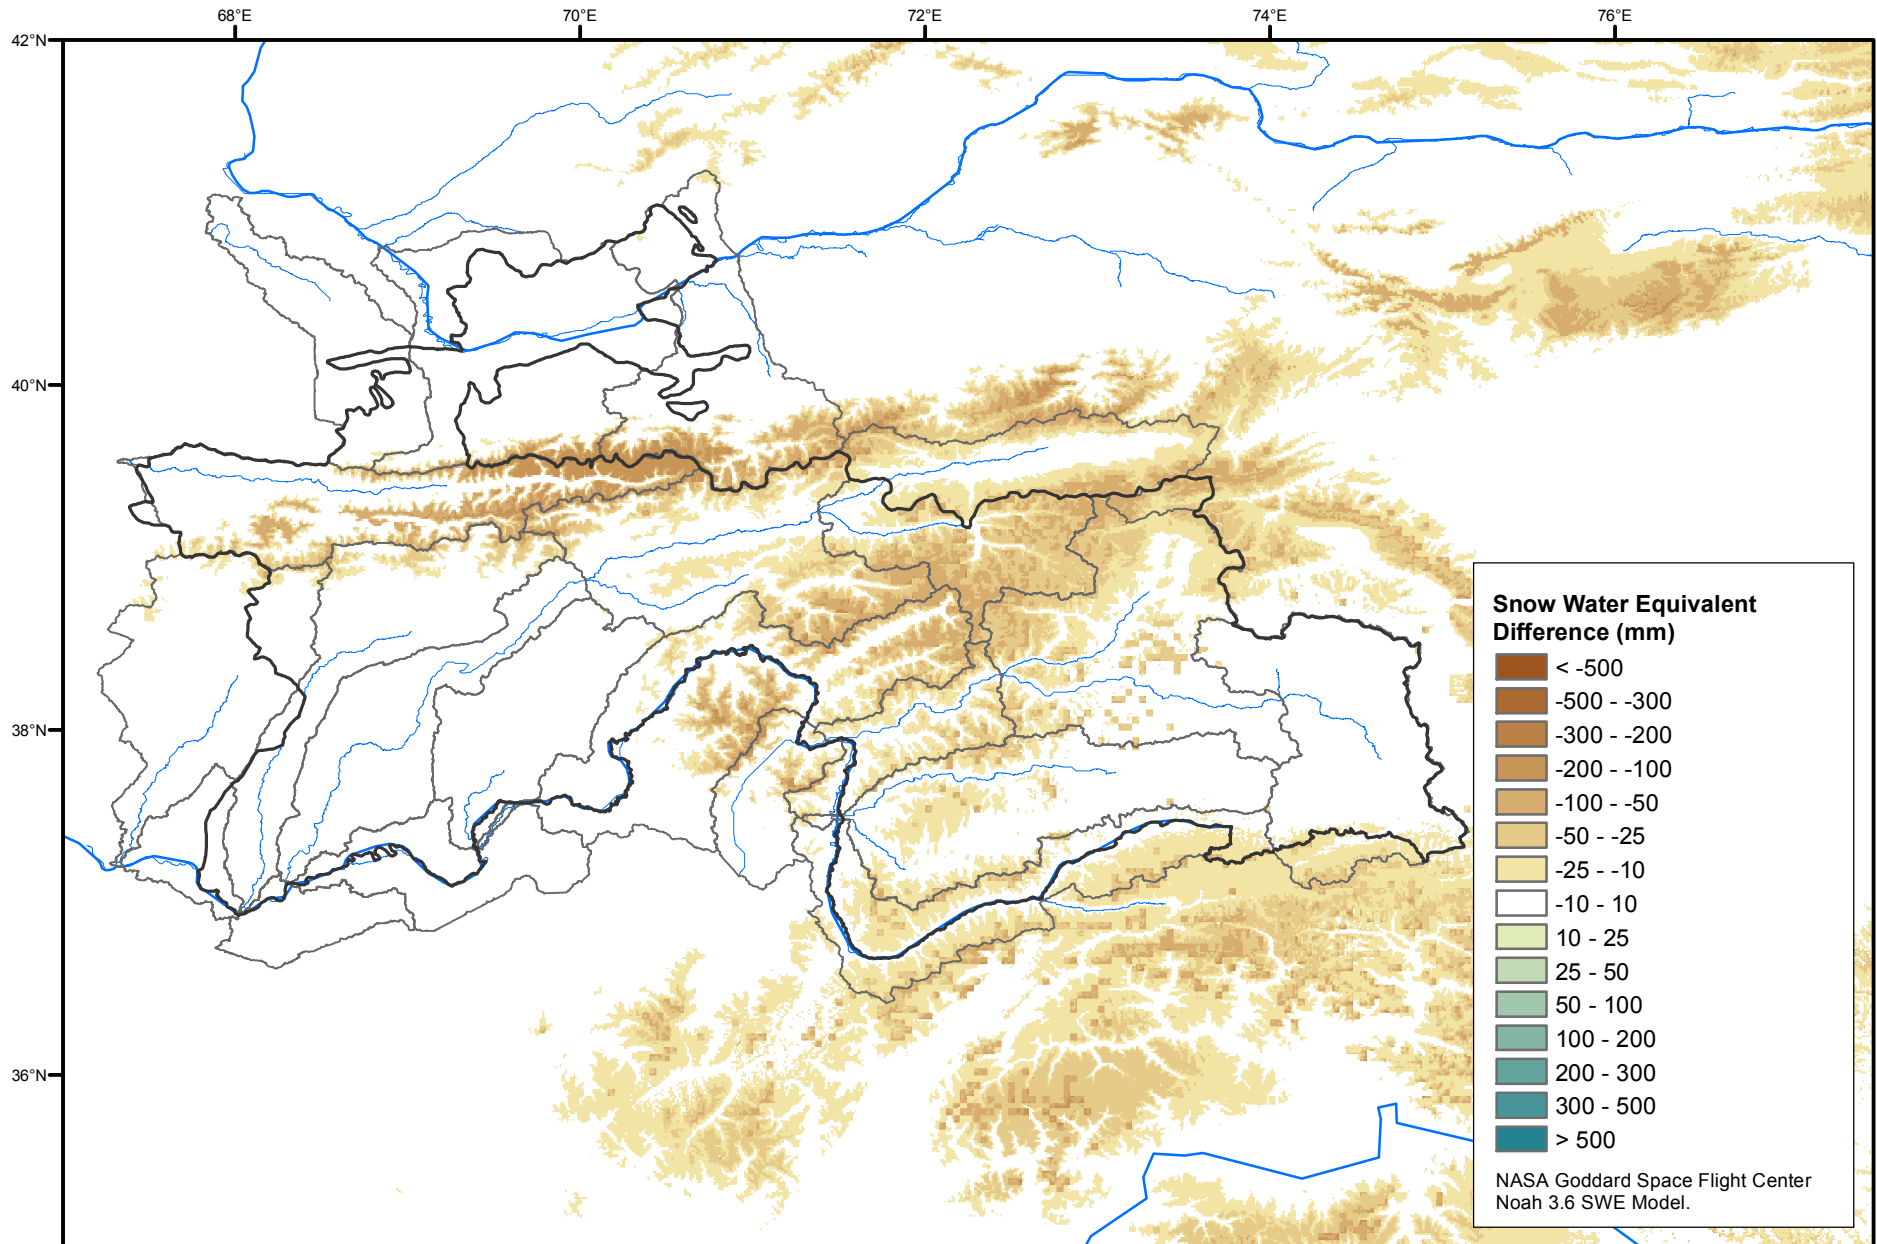 68°E
70°E
72°E
74°E
76°E
42°N
40°N
38°N
36°N
Snow Water Equivalent
Difference (mm)
< -500
-500 - -300
-300 - -200
-200 - -100
-100 - -50
-50 - -25
-25 - -10
-10 - 10
10 - 25
25 - 50
50 - 100
100 - 200
200 - 300
300 - 500
> 500
NASA Goddard Space Flight Center
Noah 3.6 SWE Model.